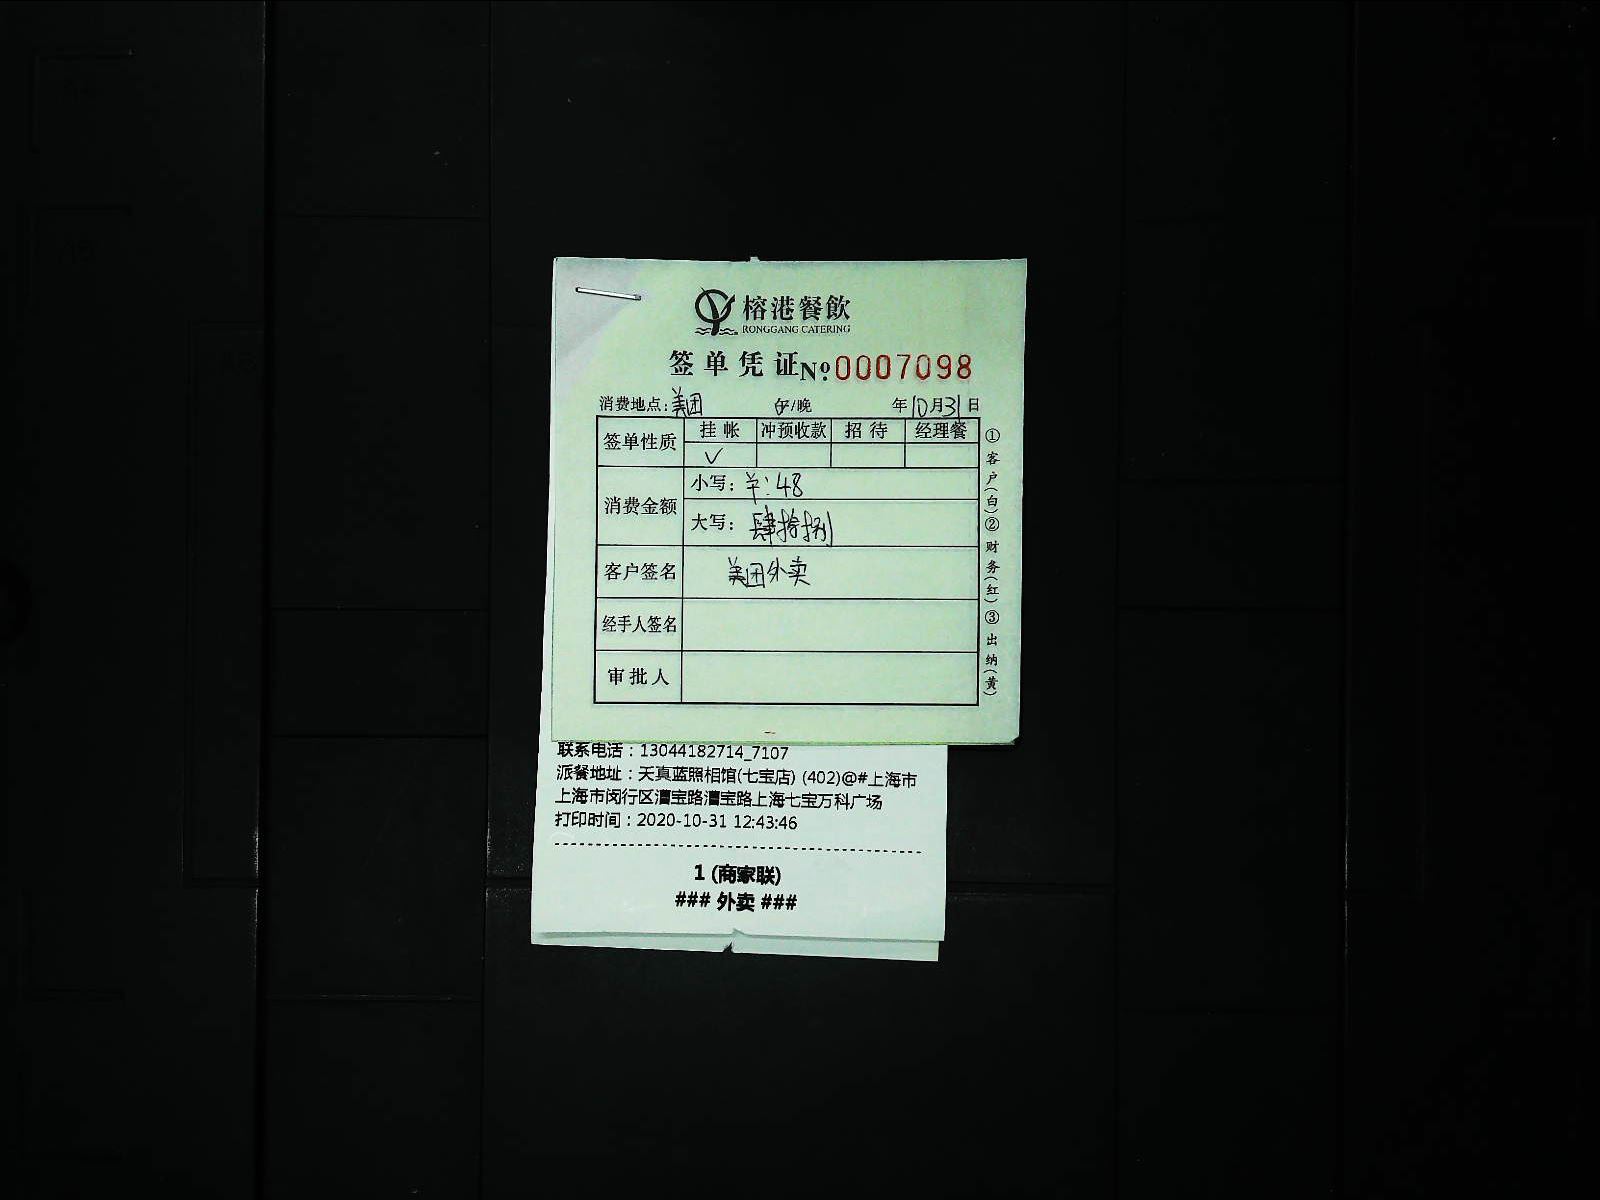 榕港餐飲
RONGGANG CATERING
签单凭证 № 0007098
消费地点：美团 午/晚 年10月31日
签单性质 挂帐 冲预收款 招待 经理餐
✓
消费金额 小写：￥:48
大写：肆拾捌
客户签名 美团外卖
经手人签名
审批人
①客户(白)②财务(红)③出纳(黄)
联系电话：13044182714_7107
派餐地址：天真蓝照相馆(七宝店) (402)@#上海市
上海市闵行区漕宝路漕宝路上海七宝万科广场
打印时间：2020-10-31 12:43:46
1 (商家联)
### 外卖 ###